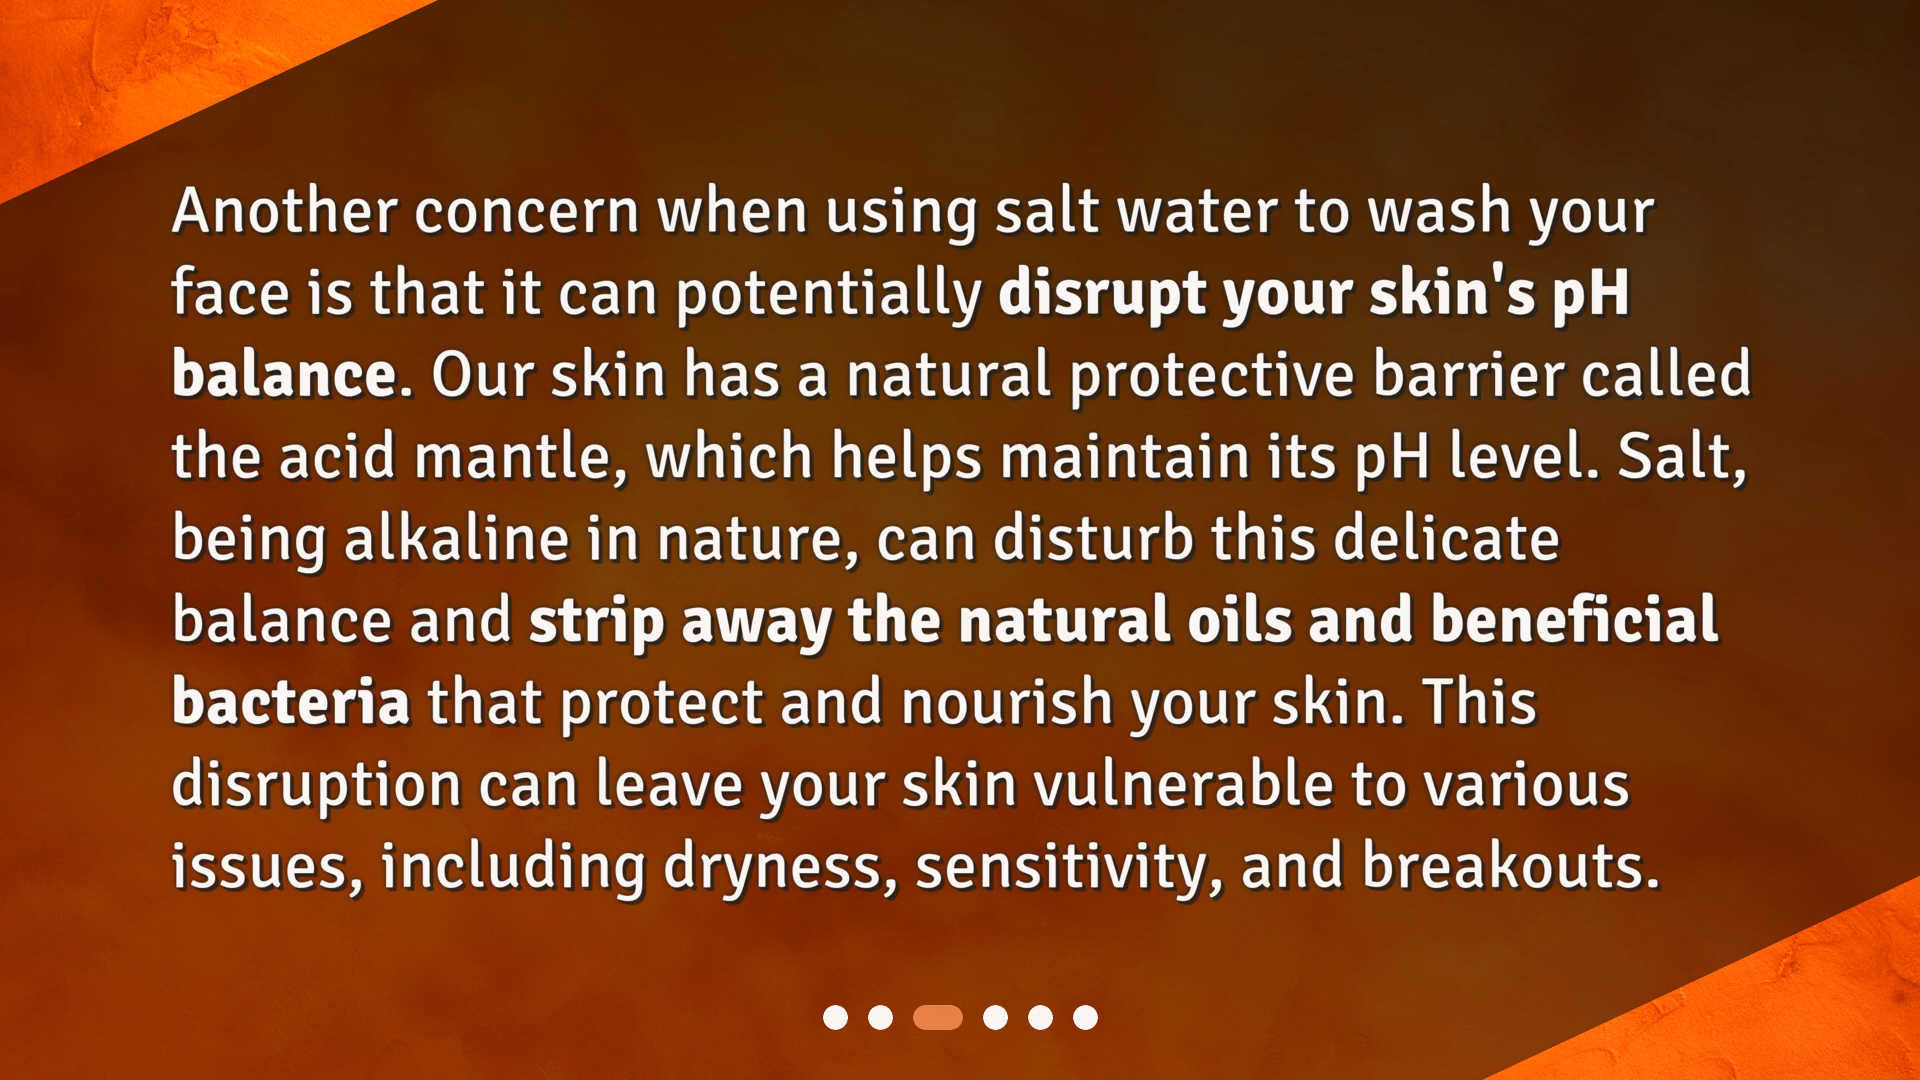 Another concern when using salt water to wash your
face is that it can potentially disrupt your skin's pH
balance. Our skin has a natural protective barrier called
the acid mantle, which helps maintain its pH level. Salt,
being alkaline in nature, can disturb this delicate
balance and strip away the natural oils and beneficial
bacteria that protect and nourish your skin. This
disruption can leave your skin vulnerable to various
issues, including dryness, sensitivity, and breakouts.